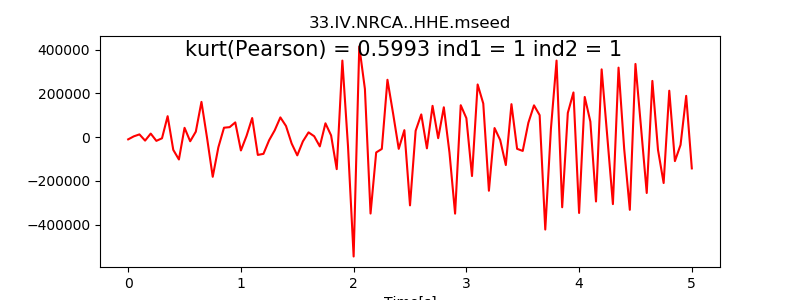 33.IV.NRCA..HHE.mseed
kurt(Pearson) = 0.5993 ind1 = 1 ind2 = 1
400000
200000
0
−200000
−400000
0 1 2 3 4 5
Time[s]